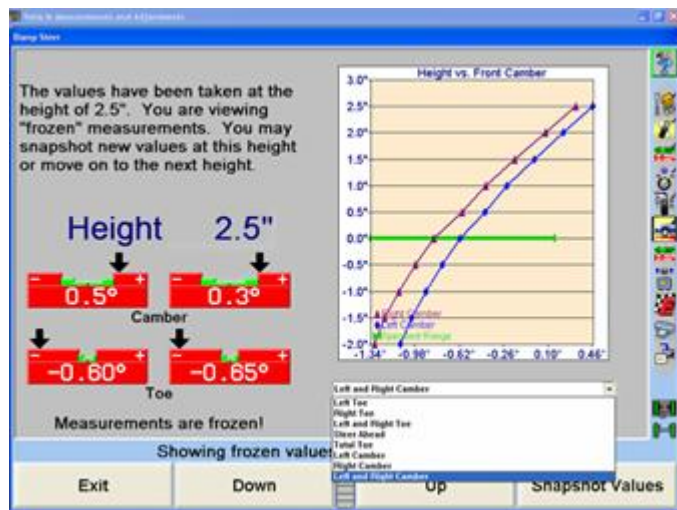 Bump Steer
The values have been taken at the
height of 2.5". You are viewing
"frozen" measurements. You may
snapshot new values at this height
or move on to the next height.
Height 2.5"
0.5° 0.3°
Camber
-0.60° -0.65°
Toe
Measurements are frozen!
Height vs. Front Camber
3.0"
2.5"
2.0"
1.5"
1.0"
0.5"
0.0"
-0.5"
-1.0"
-1.5"
-2.0"
Right Camber
Left Camber
Range
-1.34° -0.98° -0.62° -0.26° 0.10° 0.46°
Left and Right Camber
Left Toe
Right Toe
Left and Right Toe
Steer Ahead
Total Toe
Left Camber
Right Camber
Left and Right Camber
Showing frozen value
Exit Down Up Snapshot Values